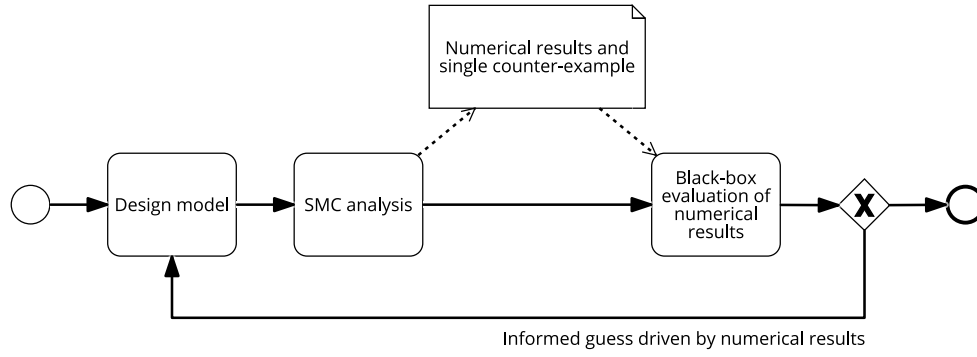 Numerical results and
single counter-example
Design model
SMC analysis
Black-box
evaluation of
numerical
results
X
Informed guess driven by numerical results